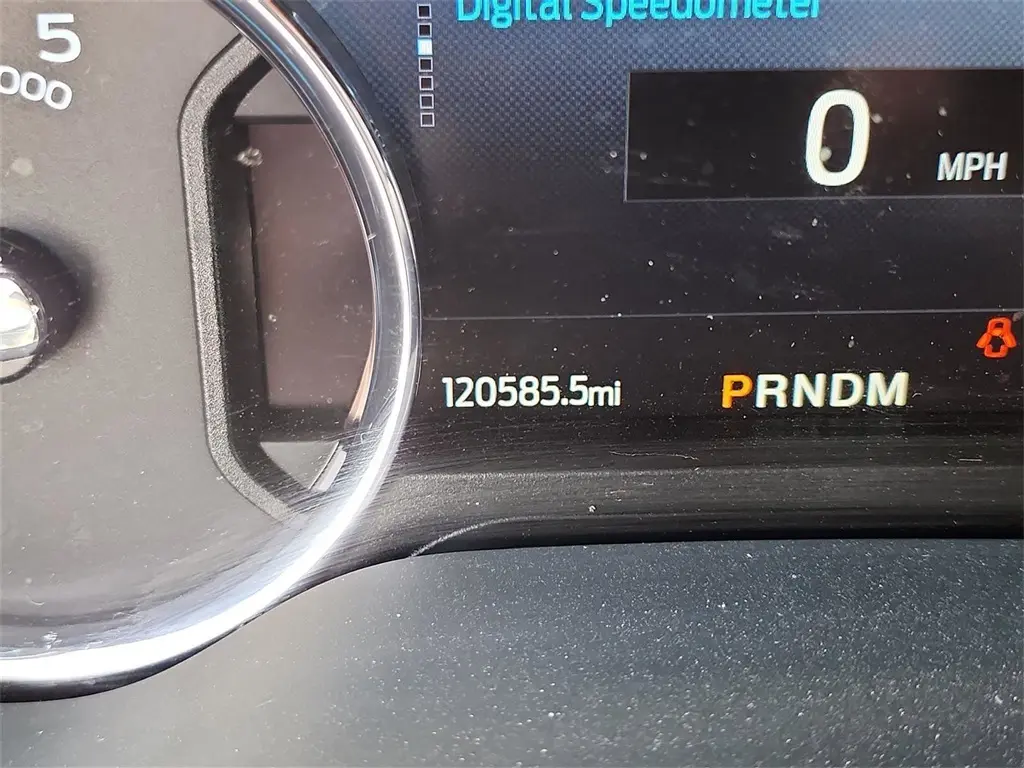 Digital Speedometer
5
000
0
MPH
120585.5mi
PRNDM